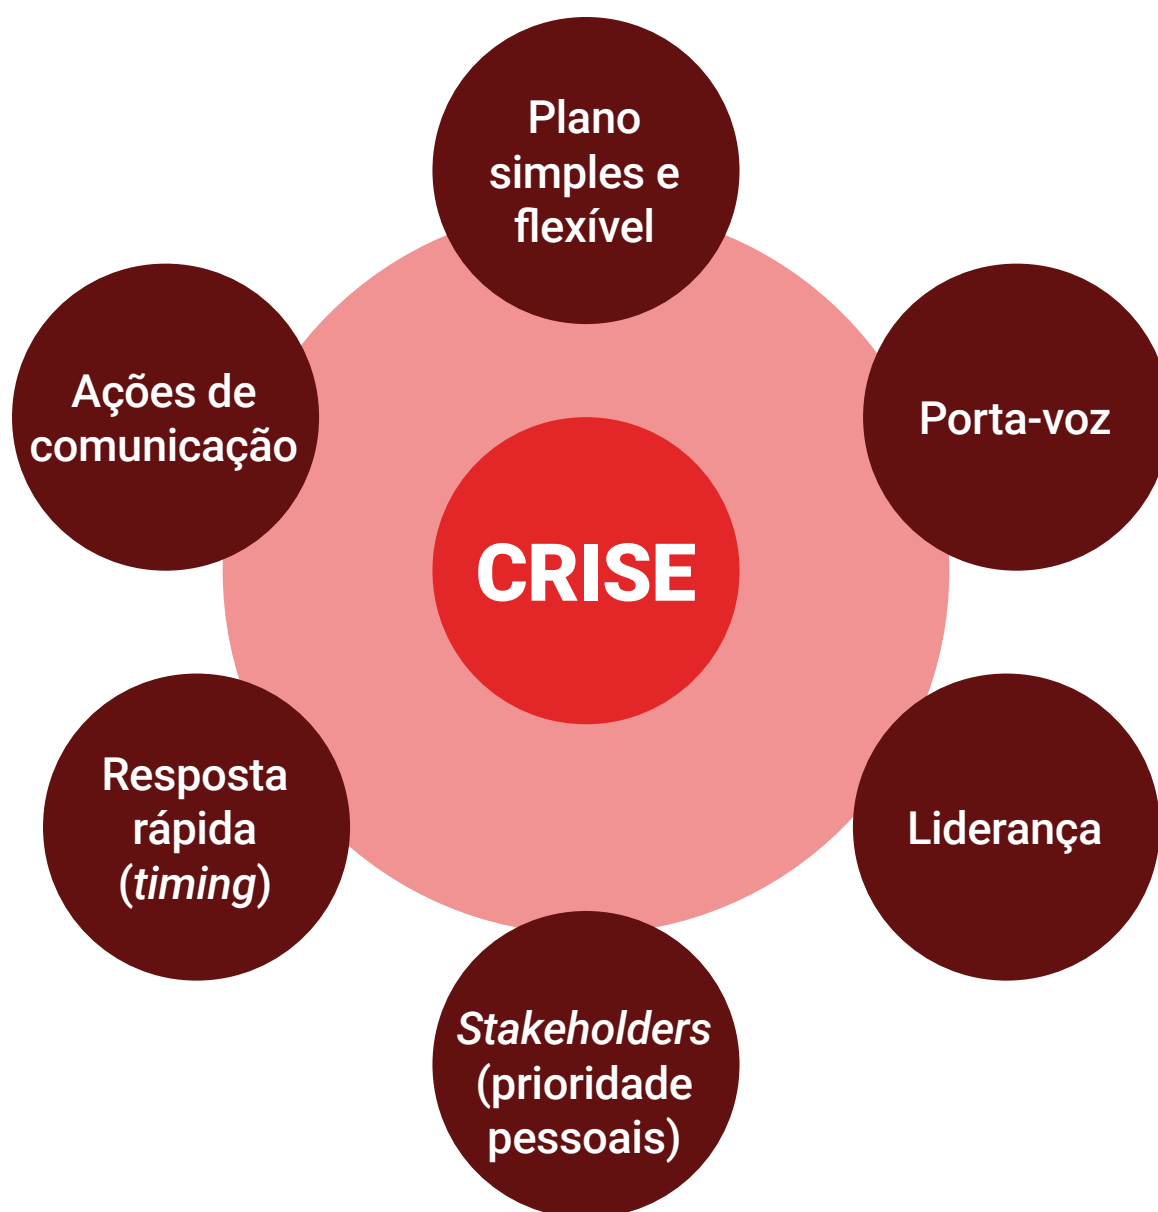 Plano
simples e
flexível
Porta-voz
Liderança
Stakeholders
(prioridade
pessoais)
Resposta
rápida
(timing)
Ações de
comunicação
CRISE